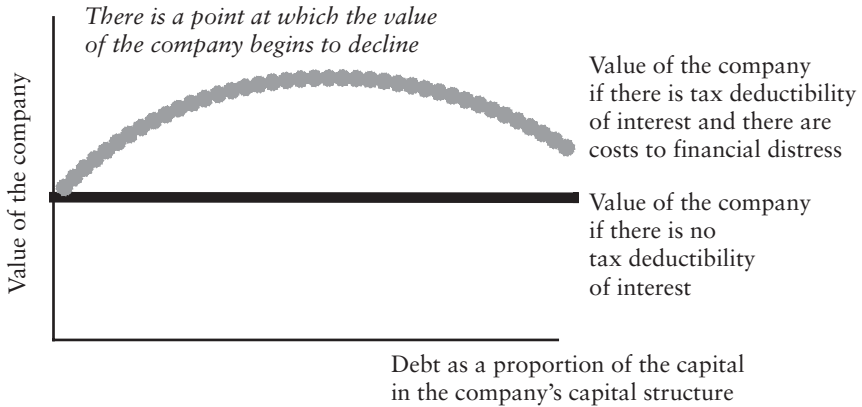 There is a point at which the value
of the company begins to decline
Value of the company
Value of the company
if there is tax deductibility
of interest and there are
costs to financial distress
Value of the company
if there is no
tax deductibility
of interest
Debt as a proportion of the capital
in the company’s capital structure